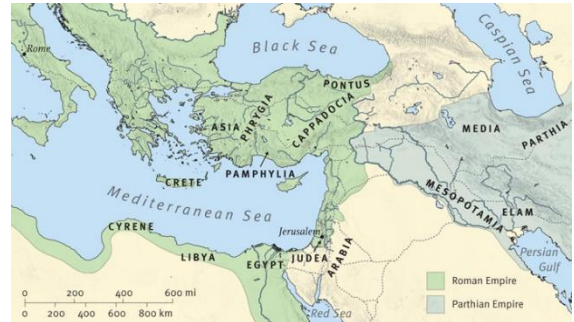 Rome
Black Sea
Caspian Sea
PONTUS
ASIA
PHRYGIA
CAPPADOCIA
MEDIA
PARTHIA
CRETE
PAMPHYLIA
MESOPOTAMIA
ELAM
Mediterranean Sea
CYRENE
Jerusalem
LIBYA
EGYPT
JUDEA
ARABIA
Persian Gulf
Red Sea
0 200 400 600 mi
0 200 400 600 800 km
Roman Empire
Parthian Empire